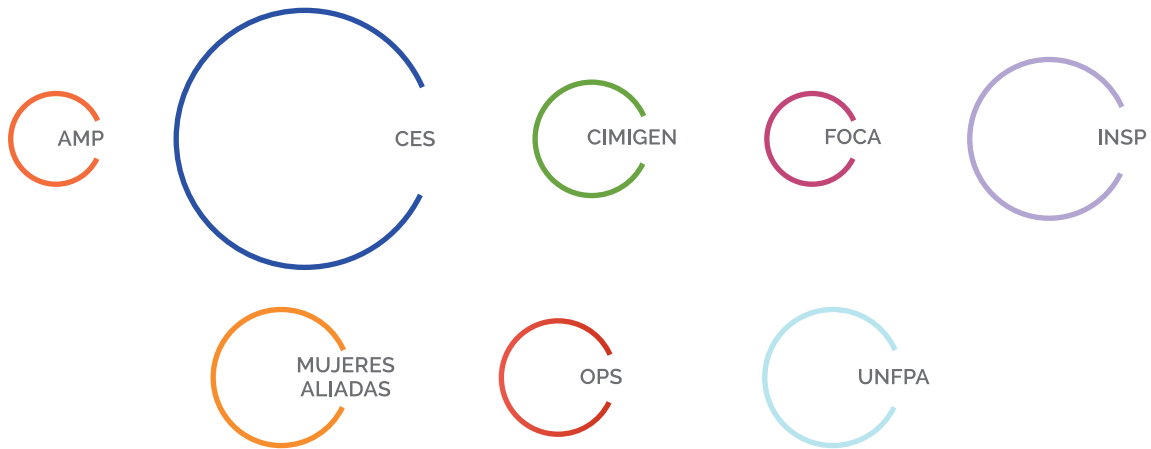 AMP
CES
CIMIGEN
FOCA
INSP
MUJERES
ALIADAS
OPS
UNFPA